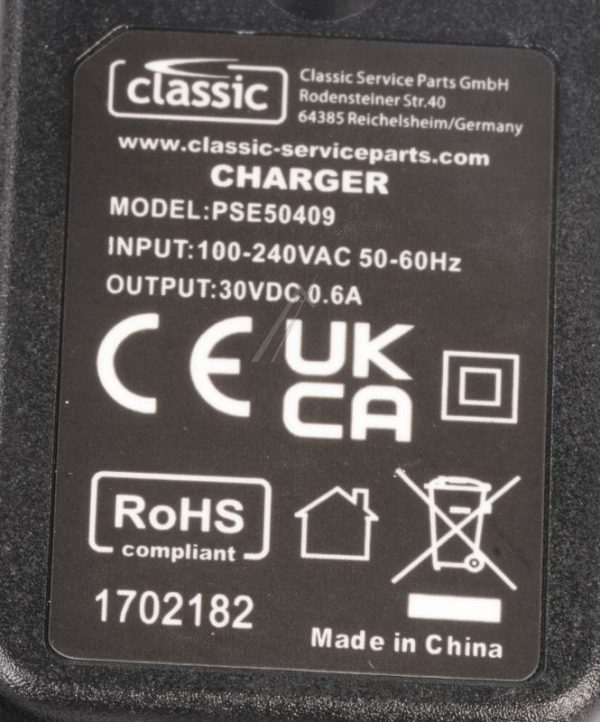 classic
Classic Service Parts GmbH
Rodensteiner Str.40
64385 Reichelsheim/Germany
www.classic-serviceparts.com
CHARGER
MODEL:PSE50409
INPUT:100-240VAC 50-60Hz
OUTPUT:30VDC 0.6A
CE
UK
CA
RoHS
compliant
1702182
Made in China